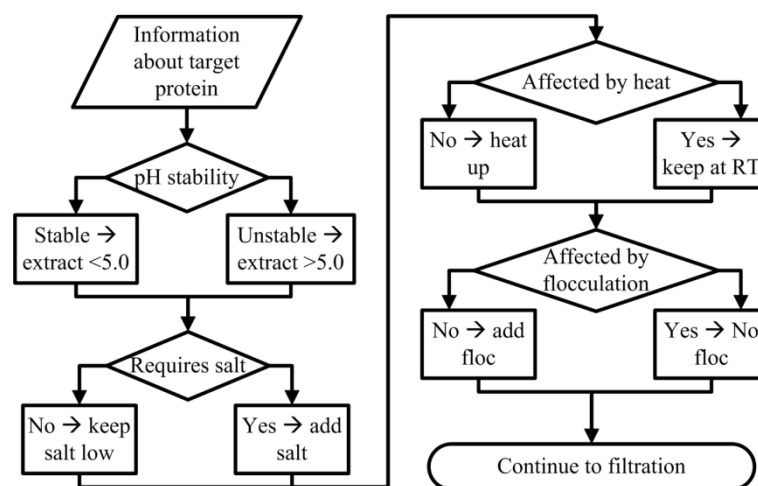 Information
about target
protein
pH stability
Stable →
extract <5.0
Unstable →
extract >5.0
Requires salt
No → keep
salt low
Yes → add
salt
Affected by heat
No → heat
up
Yes →
keep at RT
Affected by
flocculation
No → add
floc
Yes → No
floc
Continue to filtration